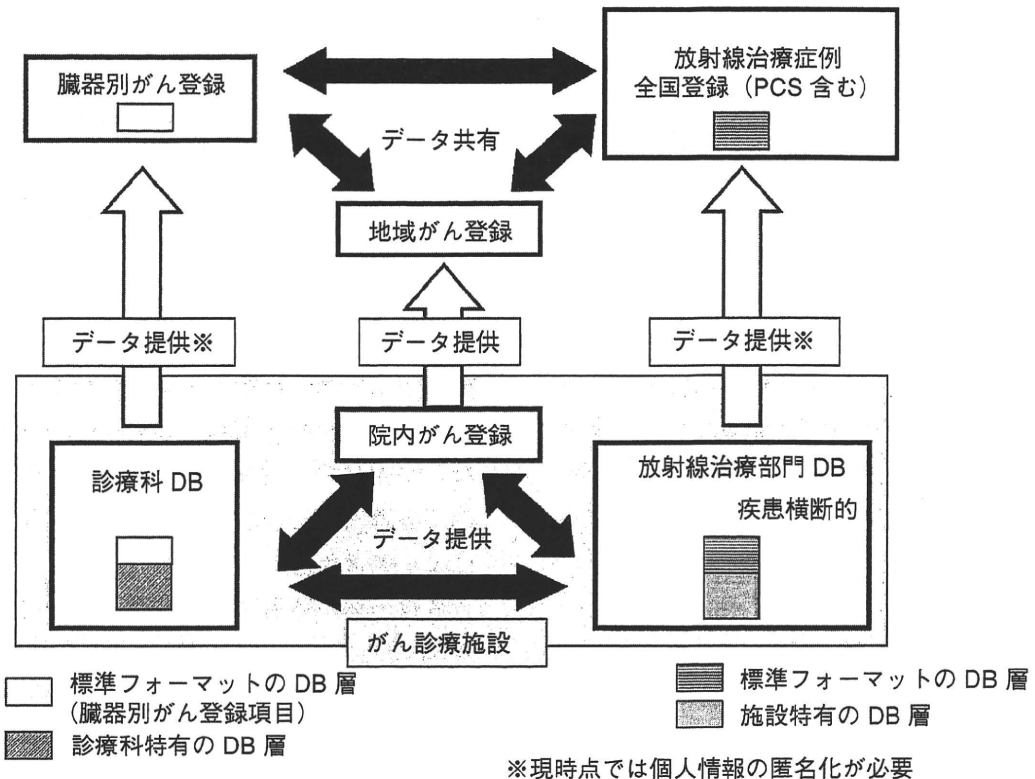 臓器別がん登録
放射線治療症例
全国登録（PCS 含む）
データ共有
地域がん登録
データ提供※
データ提供
データ提供※
院内がん登録
診療科 DB
放射線治療部門 DB
疾患横断的
データ提供
がん診療施設
標準フォーマットの DB 層
(臓器別がん登録項目)
診療科特有の DB 層
標準フォーマットの DB 層
施設特有の DB 層
※現時点では個人情報の匿名化が必要